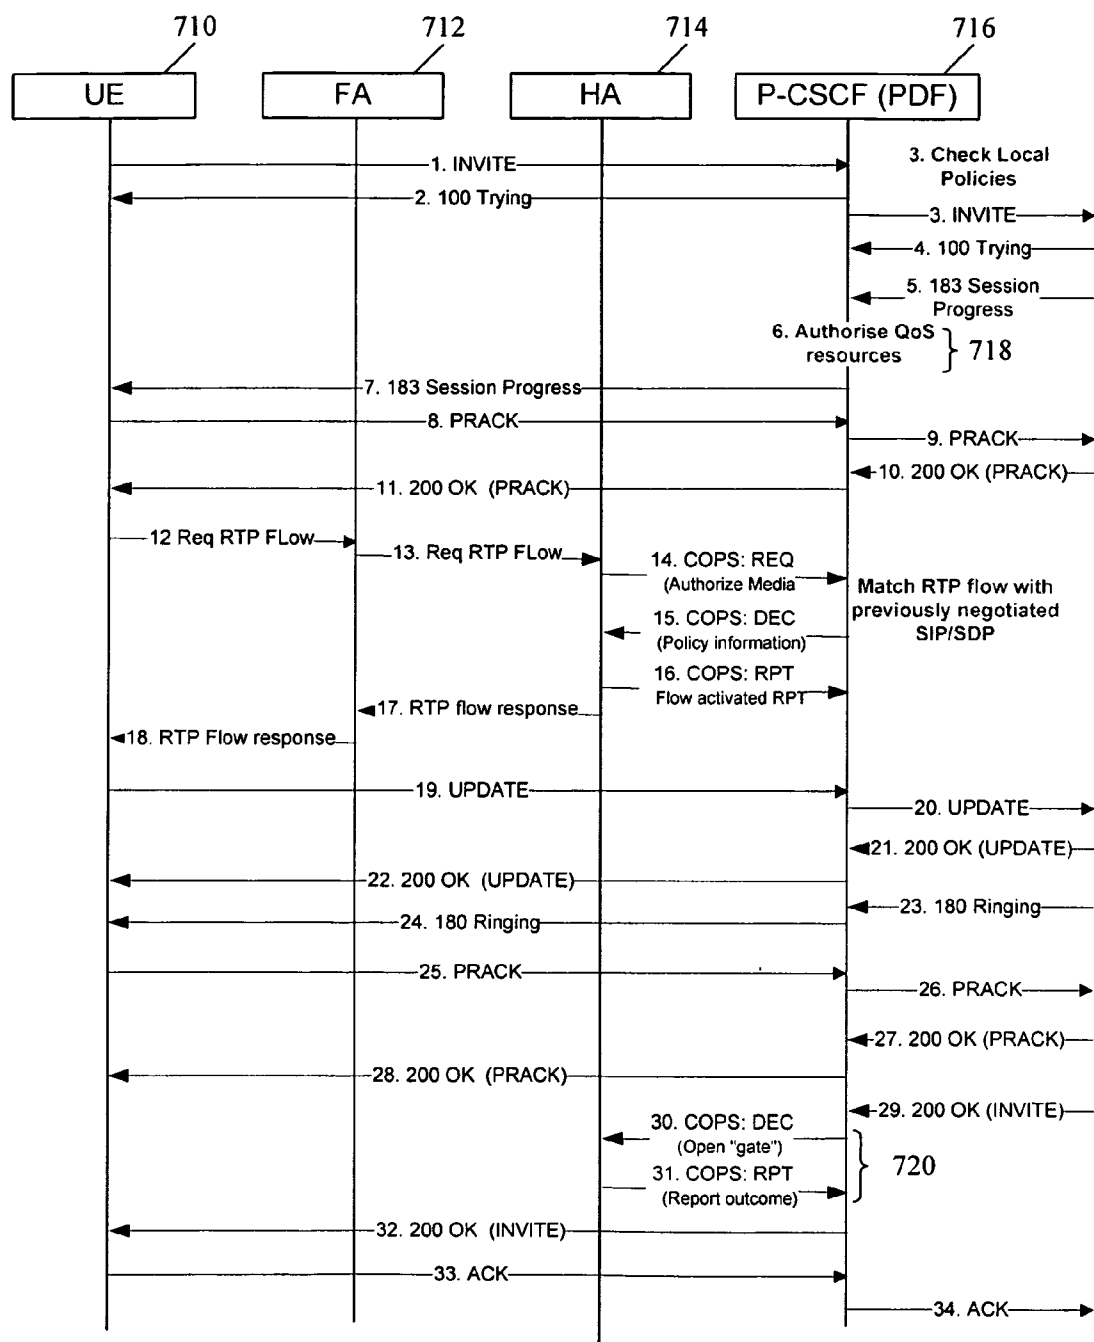 710
712
714
716
UE
FA
HA
P-CSCF (PDF)
1. INVITE
3. Check Local
Policies
2. 100 Trying
3. INVITE
4. 100 Trying
5. 183 Session
Progress
6. Authorise QoS
resources
718
7. 183 Session Progress
8. PRACK
9. PRACK
10. 200 OK (PRACK)
11. 200 OK (PRACK)
12 Req RTP FLow
13. Req RTP FLow
14. COPS: REQ
(Authorize Media
Match RTP flow with
previously negotiated
SIP/SDP
15. COPS: DEC
(Policy information)
16. COPS: RPT
Flow activated RPT
17. RTP flow response
18. RTP Flow response
19. UPDATE
20. UPDATE
21. 200 OK (UPDATE)
22. 200 OK (UPDATE)
23. 180 Ringing
24. 180 Ringing
25. PRACK
26. PRACK
27. 200 OK (PRACK)
28. 200 OK (PRACK)
29. 200 OK (INVITE)
30. COPS: DEC
(Open "gate")
720
31. COPS: RPT
(Report outcome)
32. 200 OK (INVITE)
33. ACK
34. ACK